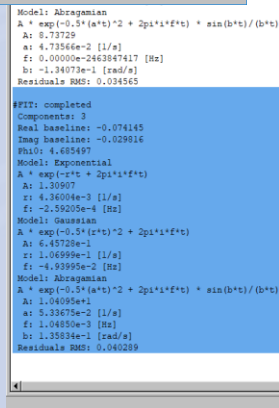 Model: Abragamian
A * exp(-0.5*(a*t)^2 + 2pi*i*f*t) * sin(b*t)/(b*t)
A: 8.73729
a: 4.73566e-2 [1/s]
f: 0.00000e-2463847417 [Hz]
b: -1.34073e-1 [rad/s]
Residuals RMS: 0.034565
#FIT: completed
Components: 3
Real baseline: -0.074145
Imag baseline: -0.029816
Phi0: 4.685497
Model: Exponential
A * exp(-r*t + 2pi*i*f*t)
A: 1.30907
r: 4.36004e-3 [1/s]
f: -2.59205e-4 [Hz]
Model: Gaussian
A * exp(-0.5*(r*t)^2 + 2pi*i*f*t)
A: 6.45728e-1
r: 1.06999e-1 [1/s]
f: -4.93995e-2 [Hz]
Model: Abragamian
A * exp(-0.5*(a*t)^2 + 2pi*i*f*t) * sin(b*t)/(b*t)
A: 1.04095e+1
a: 5.33675e-2 [1/s]
f: 1.04850e-3 [Hz]
b: 1.35834e-1 [rad/s]
Residuals RMS: 0.040289